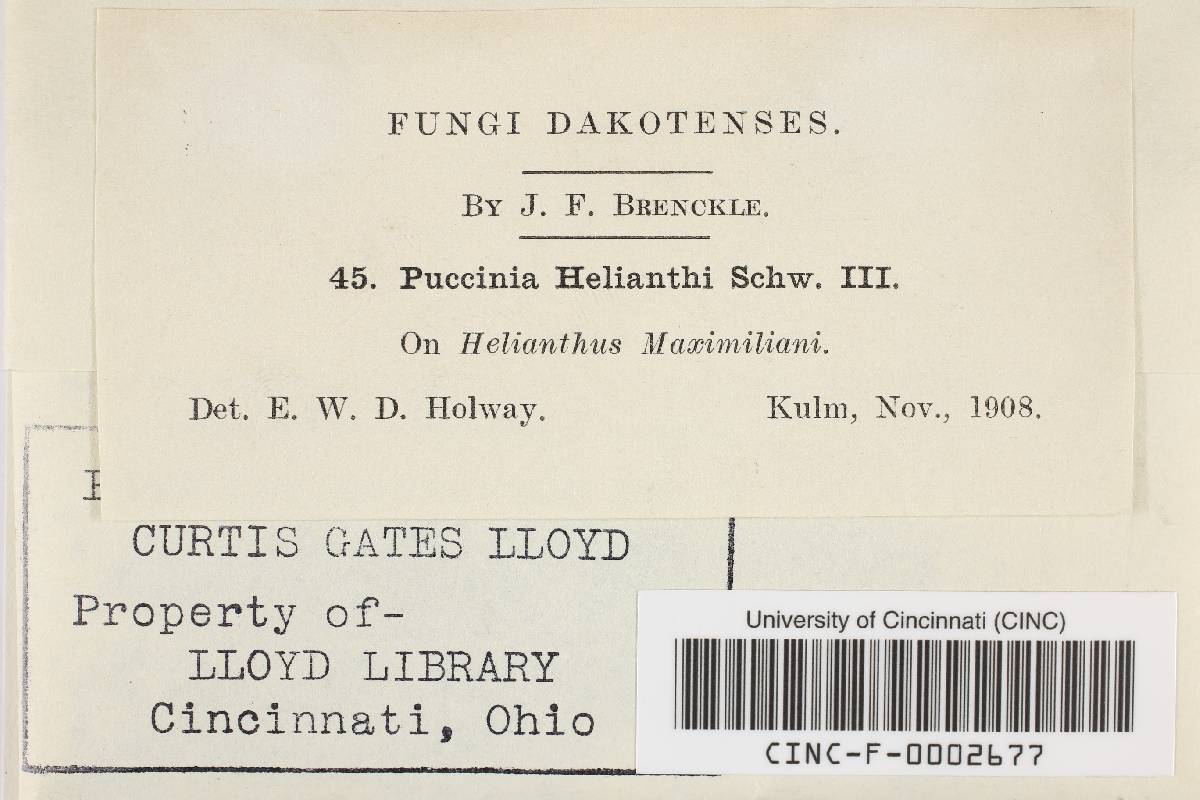 FUNGI DAKOTENSES.
By J. F. Brenckle.
45. Puccinia Helianthi Schw. III.
On Helianthus Maximiliani.
Det. E. W. D. Holway. Kulm, Nov., 1908.
CURTIS GATES LLOYD
Property of-
LLOYD LIBRARY
Cincinnati, Ohio
University of Cincinnati (CINC)
CINC-F-0002677